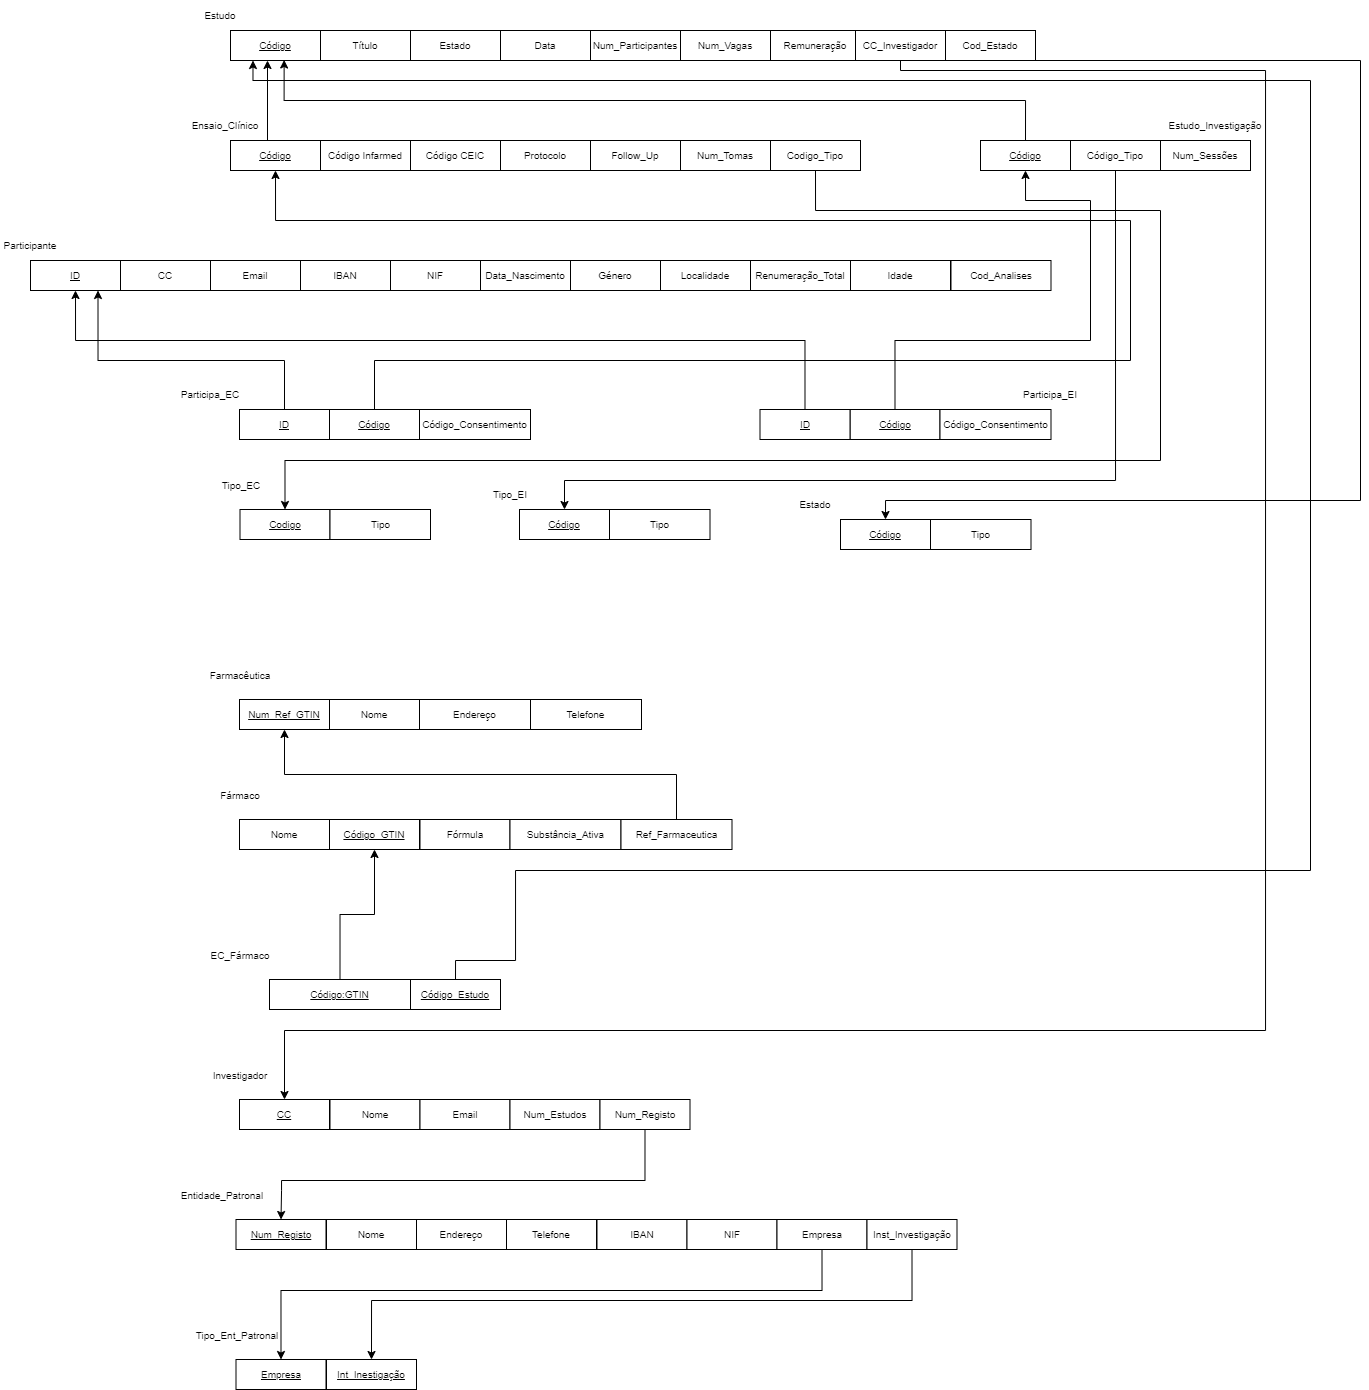 Estudo
Código Título Estado Data Num_Participantes Num_Vagas Remuneração CC_Investigador Cod_Estado
Ensaio_Clínico
Código Código Infarmed Código CEIC Protocolo Follow_Up Num_Tomas Codigo_Tipo
Estudo_Investigação
Código Código_Tipo Num_Sessões
Participante
ID CC Email IBAN NIF Data_Nascimento Género Localidade Renumeração_Total Idade Cod_Analises
Participa_EC
ID Código Código_Consentimento
Participa_EI
ID Código Código_Consentimento
Tipo_EC
Codigo Tipo
Tipo_EI
Código Tipo
Estado
Código Tipo
Farmacêutica
Num_Ref_GTIN Nome Endereço Telefone
Fármaco
Nome Código_GTIN Fórmula Substância_Ativa Ref_Farmaceutica
EC_Fármaco
Código:GTIN Código_Estudo
Investigador
CC Nome Email Num_Estudos Num_Registo
Entidade_Patronal
Num_Registo Nome Endereço Telefone IBAN NIF Empresa Inst_Investigação
Tipo_Ent_Patronal
Empresa Int_Inestigação